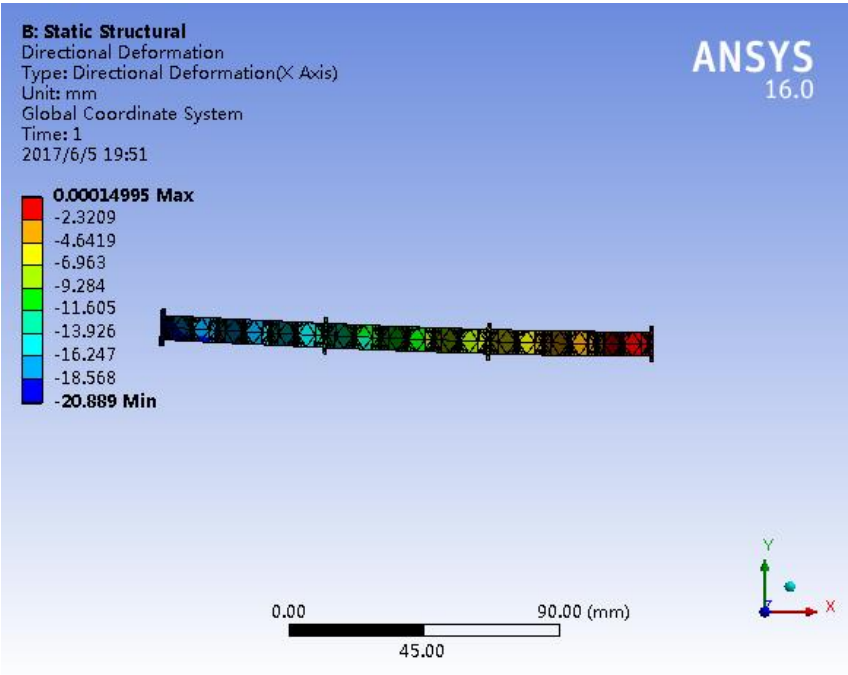 B: Static Structural
Directional Deformation
Type: Directional Deformation(X Axis)
Unit: mm
Global Coordinate System
Time: 1
2017/6/5 19:51
ANSYS
16.0
0.00014995 Max
-2.3209
-4.6419
-6.963
-9.284
-11.605
-13.926
-16.247
-18.568
-20.889 Min
Y
Z
X
0.00
90.00 (mm)
45.00